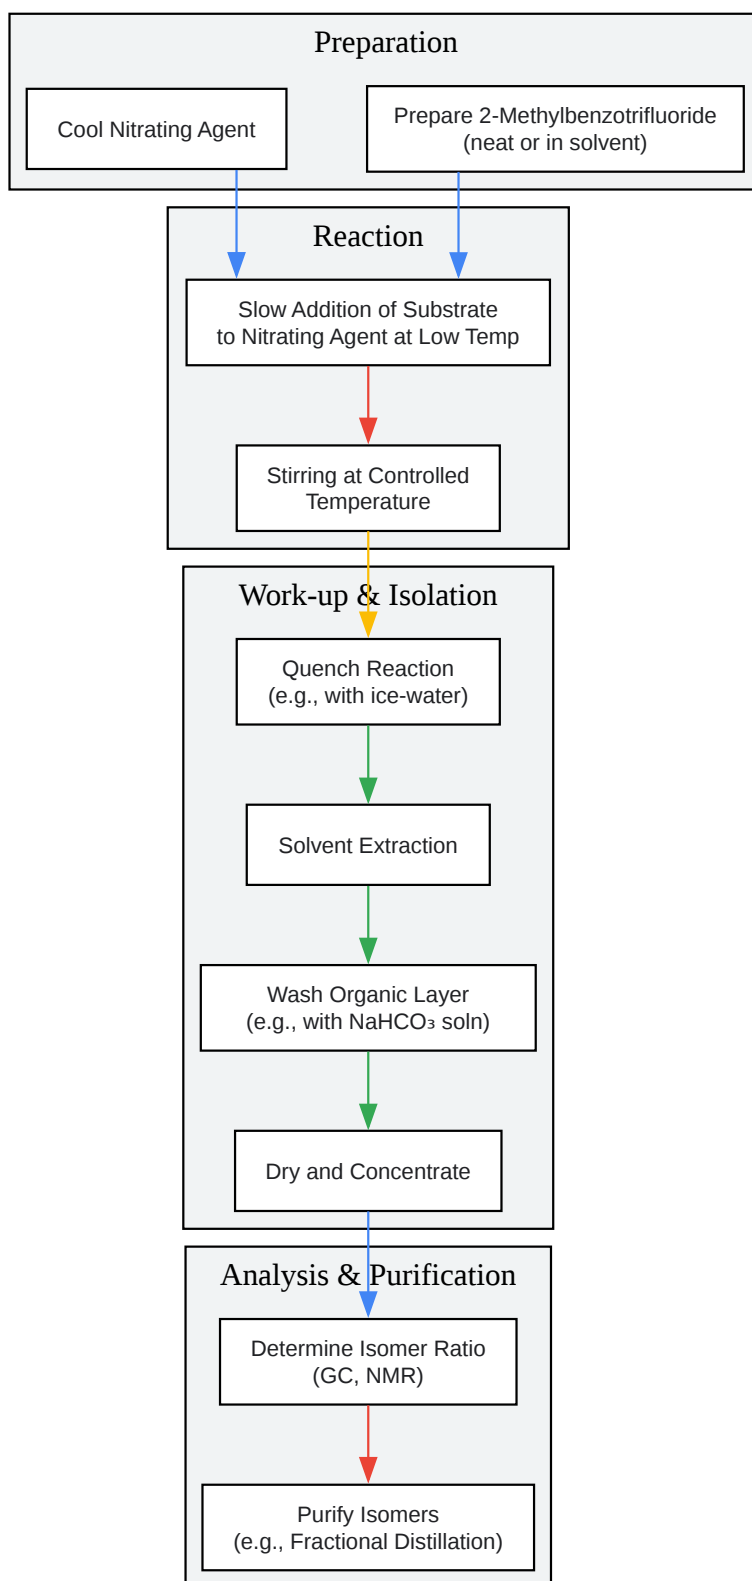 Preparation
Cool Nitrating Agent
Prepare 2-Methylbenzotrifluoride
(neat or in solvent)
Reaction
Slow Addition of Substrate
to Nitrating Agent at Low Temp
Stirring at Controlled
Temperature
Work-up & Isolation
Quench Reaction
(e.g., with ice-water)
Solvent Extraction
Wash Organic Layer
(e.g., with NaHCO₃ soln)
Dry and Concentrate
Analysis & Purification
Determine Isomer Ratio
(GC, NMR)
Purify Isomers
(e.g., Fractional Distillation)